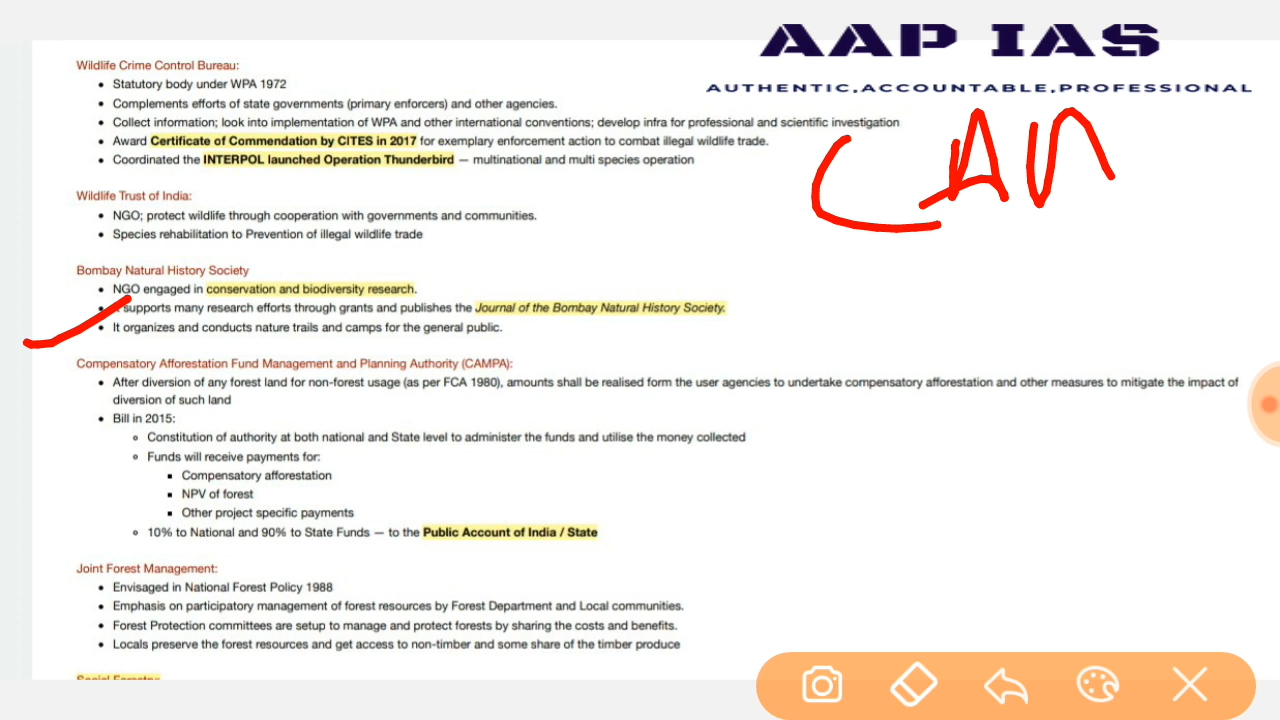 AAP IAS
AUTHENTIC,ACCOUNTABLE,PROFESSIONAL
Wildlife Crime Control Bureau:
• Statutory body under WPA 1972
• Complements efforts of state governments (primary enforcers) and other agencies.
• Collect information; look into implementation of WPA and other international conventions; develop infra for professional and scientific investigation
• Award Certificate of Commendation by CITES in 2017 for exemplary enforcement action to combat illegal wildlife trade.
• Coordinated the INTERPOL launched Operation Thunderbird — multinational and multi species operation
Wildlife Trust of India:
• NGO; protect wildlife through cooperation with governments and communities.
• Species rehabilitation to Prevention of illegal wildlife trade
Bombay Natural History Society
• NGO engaged in conservation and biodiversity research.
• supports many research efforts through grants and publishes the Journal of the Bombay Natural History Society.
• It organizes and conducts nature trails and camps for the general public.
Compensatory Afforestation Fund Management and Planning Authority (CAMPA):
• After diversion of any forest land for non-forest usage (as per FCA 1980), amounts shall be realised form the user agencies to undertake compensatory afforestation and other measures to mitigate the impact of
diversion of such land
• Bill in 2015:
◦ Constitution of authority at both national and State level to administer the funds and utilise the money collected
◦ Funds will receive payments for:
▪ Compensatory afforestation
▪ NPV of forest
▪ Other project specific payments
◦ 10% to National and 90% to State Funds — to the Public Account of India / State
Joint Forest Management:
• Envisaged in National Forest Policy 1988
• Emphasis on participatory management of forest resources by Forest Department and Local communities.
• Forest Protection committees are setup to manage and protect forests by sharing the costs and benefits.
• Locals preserve the forest resources and get access to non-timber and some share of the timber produce
Social Forestry: